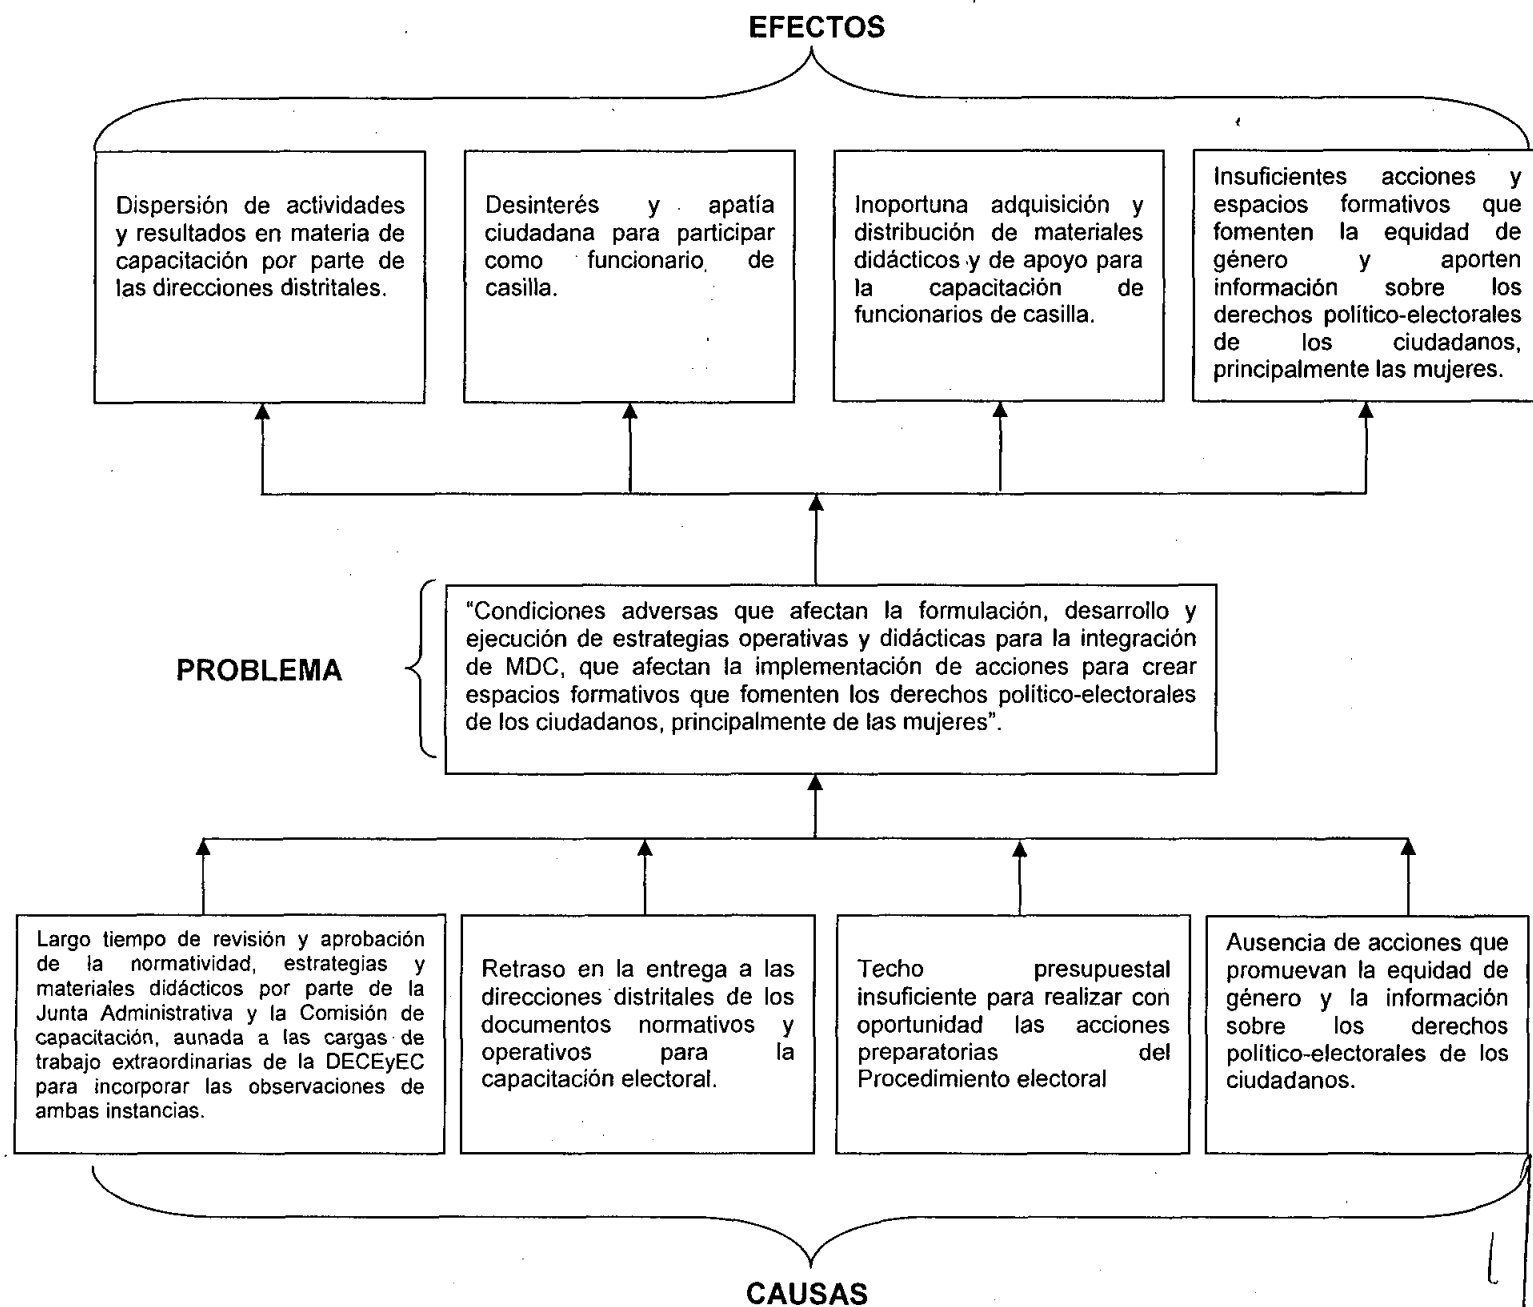 EFECTOS
Dispersión de actividades
y resultados en materia de
capacitación por parte de
las direcciones distritales.
Desinterés y apatía
ciudadana para participar
como funcionario de
casilla.
Inoportuna adquisición y
distribución de materiales
didácticos y de apoyo para
la capacitación de
funcionarios de casilla.
Insuficientes acciones y
espacios formativos que
fomenten la equidad de
género y aporten
información sobre los
derechos político-electorales
de los ciudadanos,
principalmente las mujeres.
PROBLEMA
“Condiciones adversas que afectan la formulación, desarrollo y
ejecución de estrategias operativas y didácticas para la integración
de MDC, que afectan la implementación de acciones para crear
espacios formativos que fomenten los derechos político-electorales
de los ciudadanos, principalmente de las mujeres”.
Largo tiempo de revisión y aprobación
de la normatividad, estrategias y
materiales didácticos por parte de la
Junta Administrativa y la Comisión de
capacitación, aunada a las cargas de
trabajo extraordinarias de la DECEyEC
para incorporar las observaciones de
ambas instancias.
Retraso en la entrega a las
direcciones distritales de los
documentos normativos y
operativos para la
capacitación electoral.
Techo presupuestal
insuficiente para realizar con
oportunidad las acciones
preparatorias del
Procedimiento electoral
Ausencia de acciones que
promuevan la equidad de
género y la información
sobre los derechos
político-electorales de los
ciudadanos.
CAUSAS